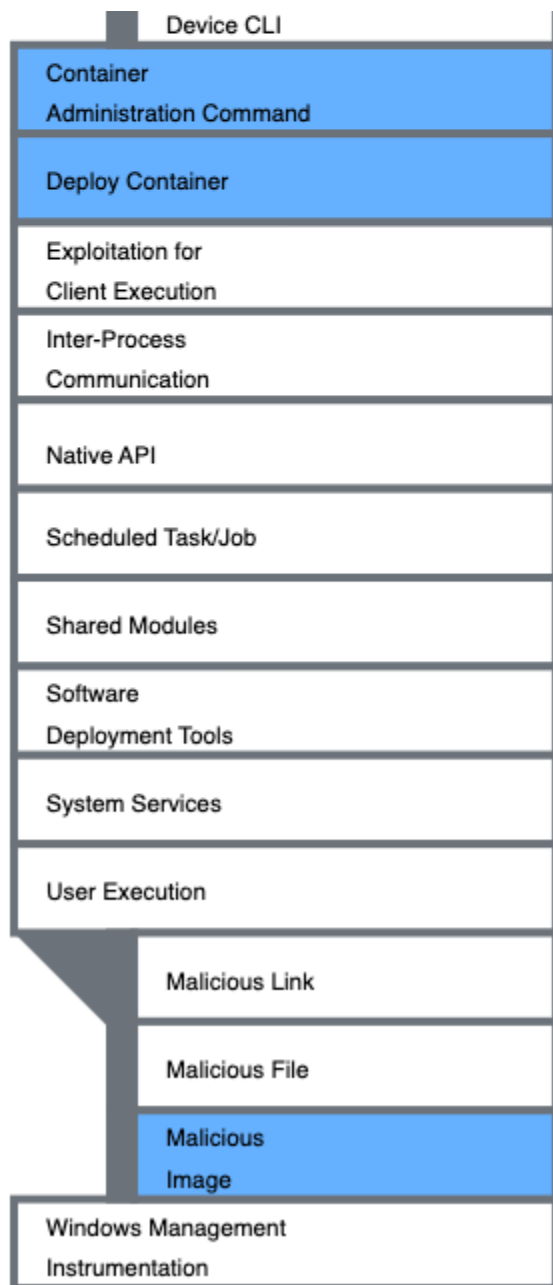 Device CLI
Container
Administration Command
Deploy Container
Exploitation for
Client Execution
Inter-Process
Communication
Native API
Scheduled Task/Job
Shared Modules
Software
Deployment Tools
System Services
User Execution
Malicious Link
Malicious File
Malicious
Image
Windows Management
Instrumentation